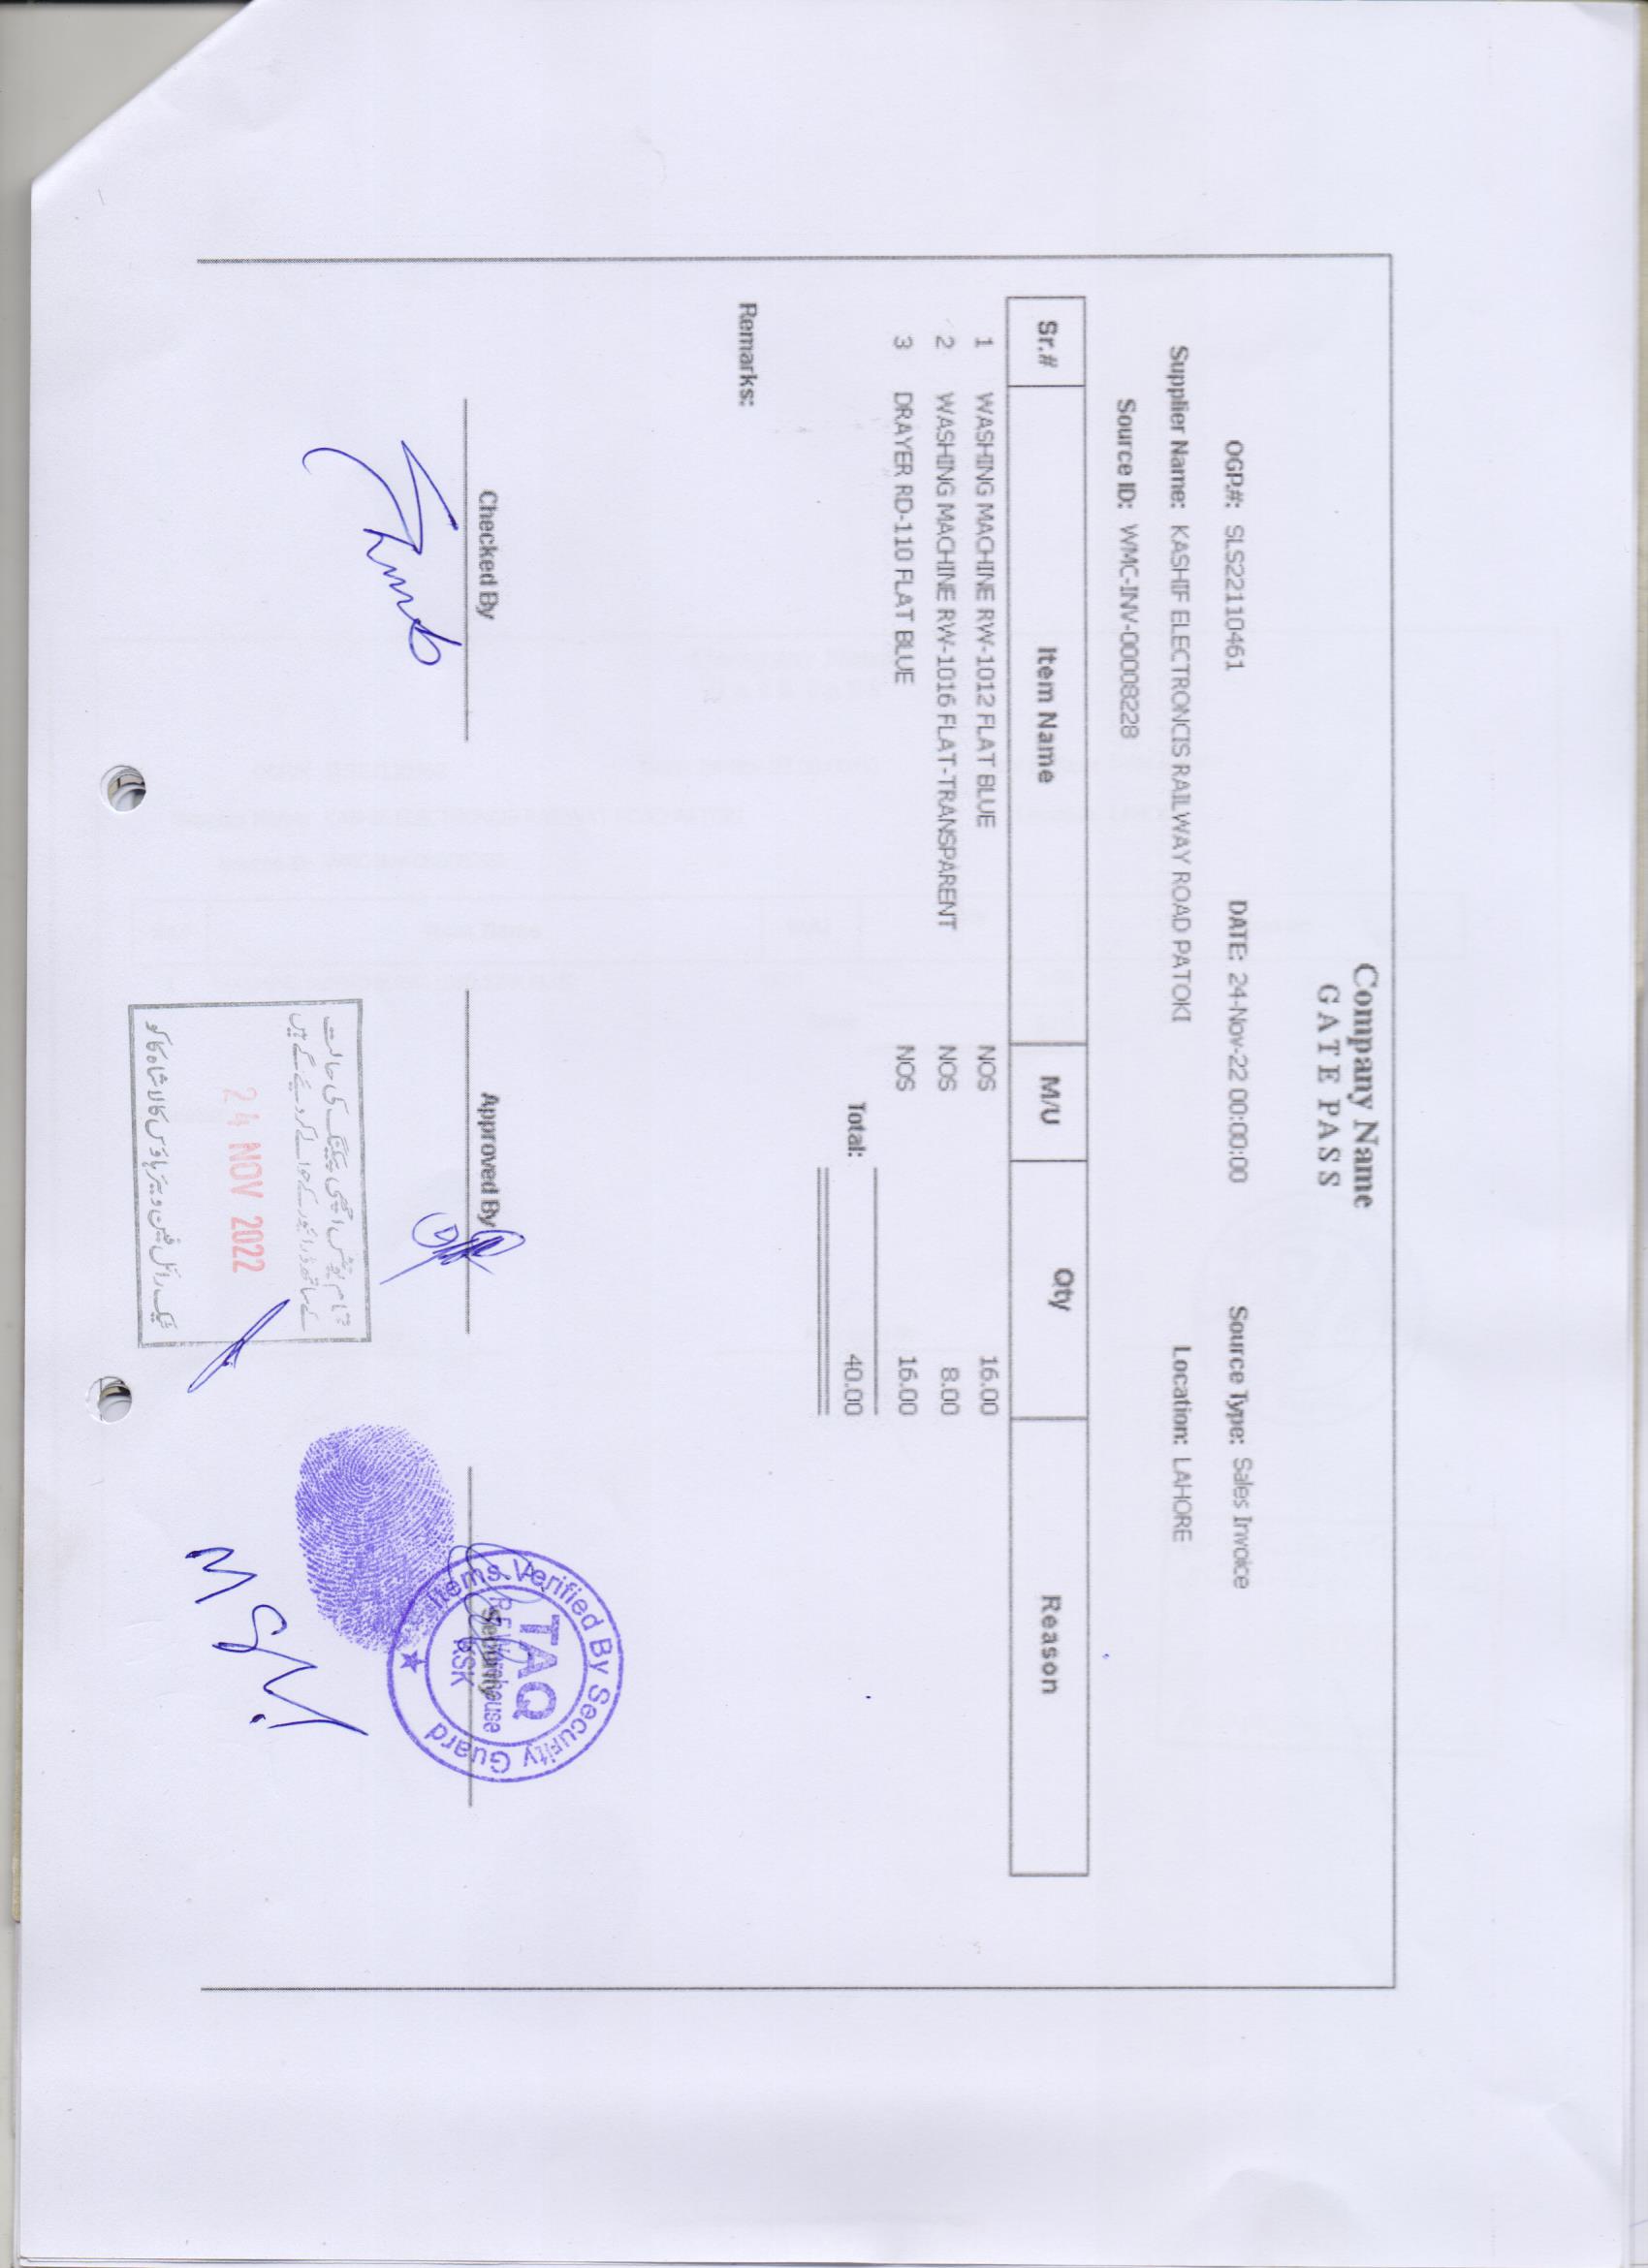 Company Name
GATE PASS
OGP.#: SLS22110461 DATE: 24-Nov-22 00:00:00 Source Type: Sales Invoice
Supplier Name: KASHIF ELECTRONCIS RAILWAY ROAD PATOKI Location: LAHORE
Source ID: WMC-INV-00008228
Sr.# Item Name M/U Qty Reason
1 WASHING MACHINE RW-1012 FLAT BLUE NOS 16.00
2 WASHING MACHINE RW-1016 FLAT-TRANSPARENT NOS 8.00
3 DRAYER RD-110 FLAT BLUE NOS 16.00
Total: 40.00
Remarks:
Items Verified By Security Guard
TAQ
R.F Warehouse
KSK
Checked By Approved By Security
تمام یونٹس اچھی پیکنگ کی حالت
کے ساتھ ڈرائیور کے حوالے کر دیئے گے ہیں
24 NOV 2022
ٹیک رائل فین ویئر ہاؤس کالا شاہ کاکو